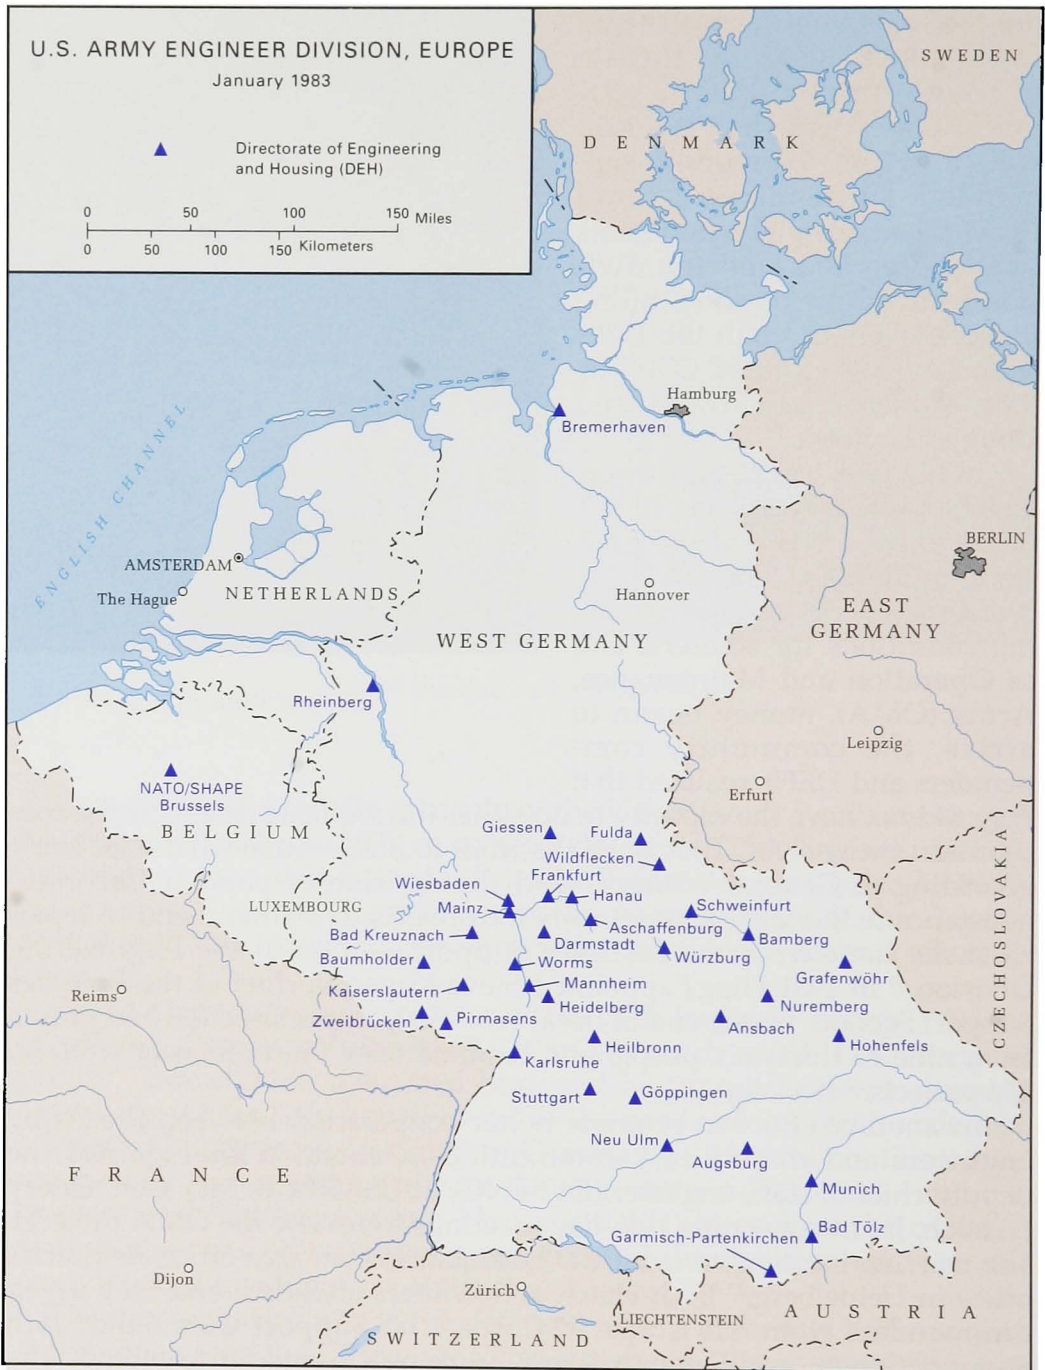 U.S. ARMY ENGINEER DIVISION, EUROPE
January 1983
Directorate of Engineering
and Housing (DEH)
0 50 100 150 Miles
0 50 100 150 Kilometers
SWEDEN
DENMARK
Hamburg
Bremerhaven
ENGLISH CHANNEL
BERLIN
AMSTERDAM
The Hague
NETHERLANDS
Hannover
EAST
GERMANY
WEST GERMANY
Rheinberg
Leipzig
NATO/SHAPE
Brussels
Erfurt
BELGIUM
Giessen
Fulda
Wildflecken
Frankfurt
Wiesbaden
Hanau
Mainz
Schweinfurt
LUXEMBOURG
Aschaffenburg
Bad Kreuznach
Darmstadt
Bamberg
Würzburg
Baumholder
Worms
Grafenwöhr
CZECHOSLOVAKIA
Kaiserslautern
Mannheim
Reims
Heidelberg
Nuremberg
Zweibrücken
Pirmasens
Ansbach
Hohenfels
Heilbronn
Karlsruhe
Stuttgart
Göppingen
Neu Ulm
Augsburg
FRANCE
Munich
Bad Tölz
Garmisch-Partenkirchen
Dijon
Zürich
LIECHTENSTEIN
AUSTRIA
SWITZERLAND